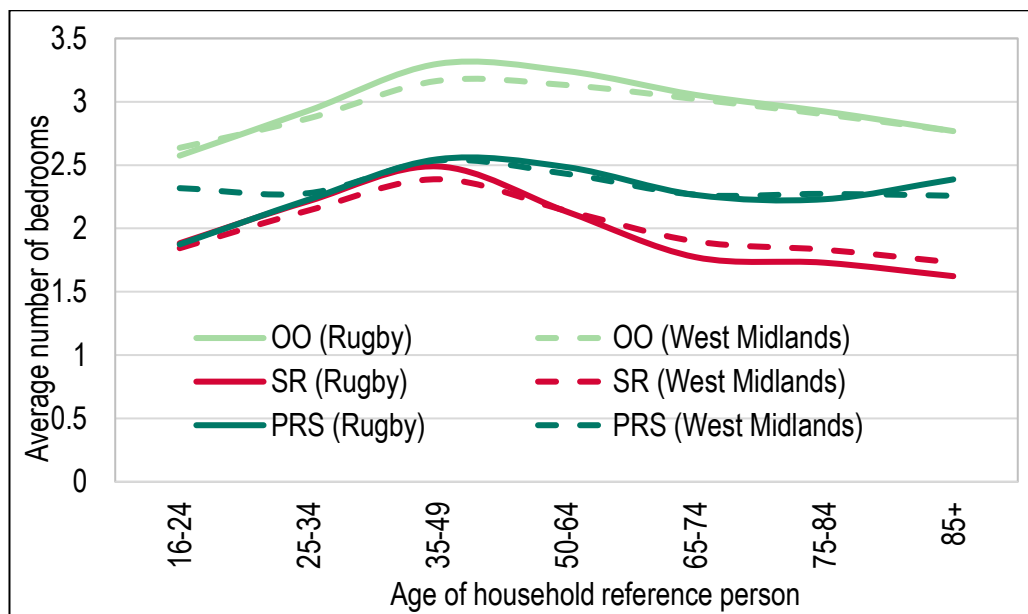 Average number of bedrooms
3.5
3
2.5
2
1.5
1
0.5
0
OO (Rugby) OO (West Midlands)
SR (Rugby) SR (West Midlands)
PRS (Rugby) PRS (West Midlands)
16-24 25-34 35-49 50-64 65-74 75-84 85+
Age of household reference person